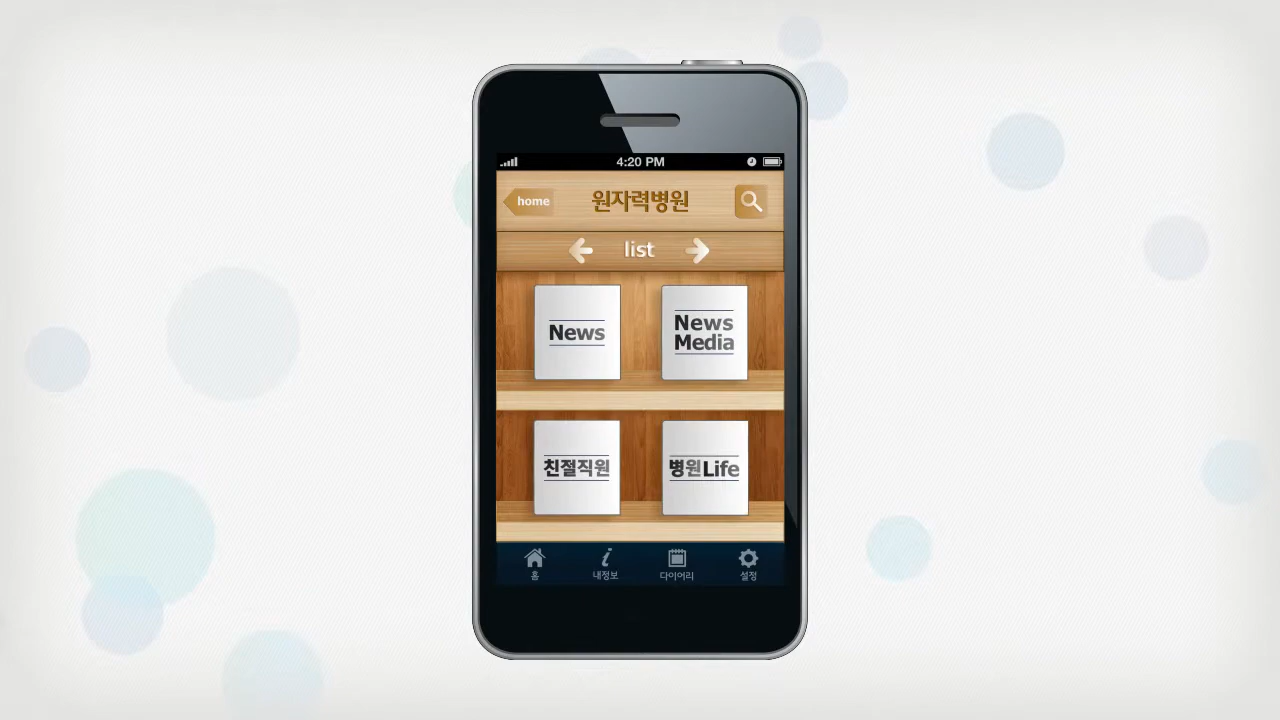 4:20 PM
home
원자력병원
list
News
News
Media
친절직원
병원Life
홈
내정보
다이어리
설정